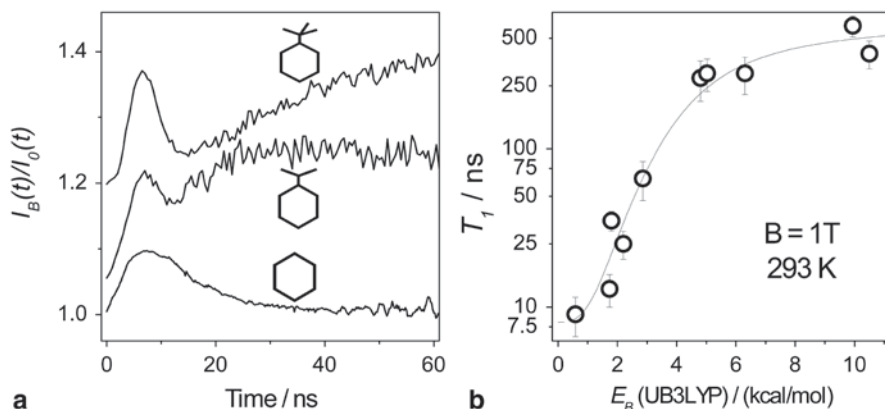 1.4
1.2
1.0
I_B(t)/I_0(t)
0
20
40
60
Time / ns
a
500
250
100
75
50
25
10
7.5
T_1 / ns
B = 1T
293 K
0
2
4
6
8
10
E_B (UB3LYP) / (kcal/mol)
b